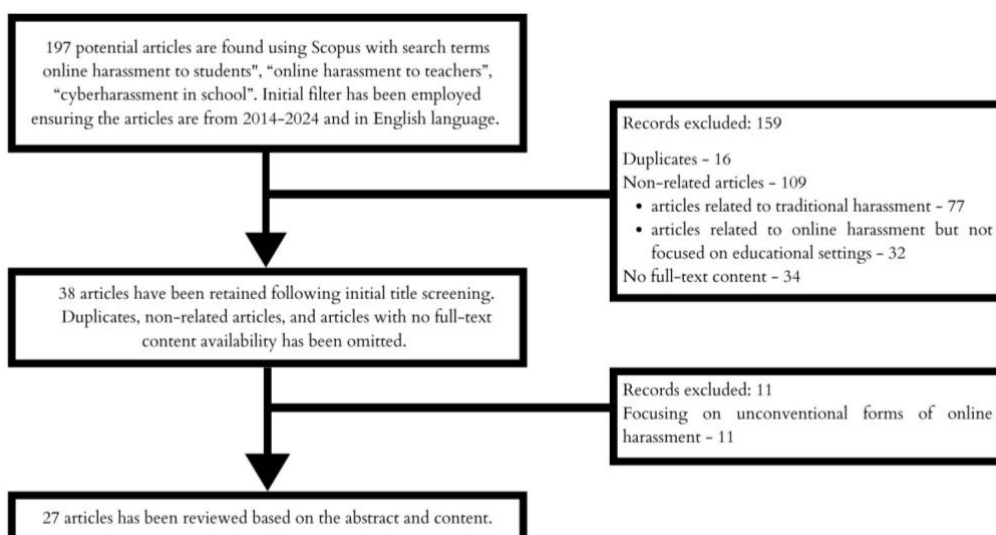 197 potential articles are found using Scopus with search terms
online harassment to students", “online harassment to teachers”,
“cyberharassment in school”. Initial filter has been employed
ensuring the articles are from 2014-2024 and in English language.
Records excluded: 159
Duplicates - 16
Non-related articles - 109
• articles related to traditional harassment - 77
• articles related to online harassment but not
focused on educational settings - 32
No full-text content - 34
38 articles have been retained following initial title screening.
Duplicates, non-related articles, and articles with no full-text
content availability has been omitted.
Records excluded: 11
Focusing on unconventional forms of online
harassment - 11
27 articles has been reviewed based on the abstract and content.